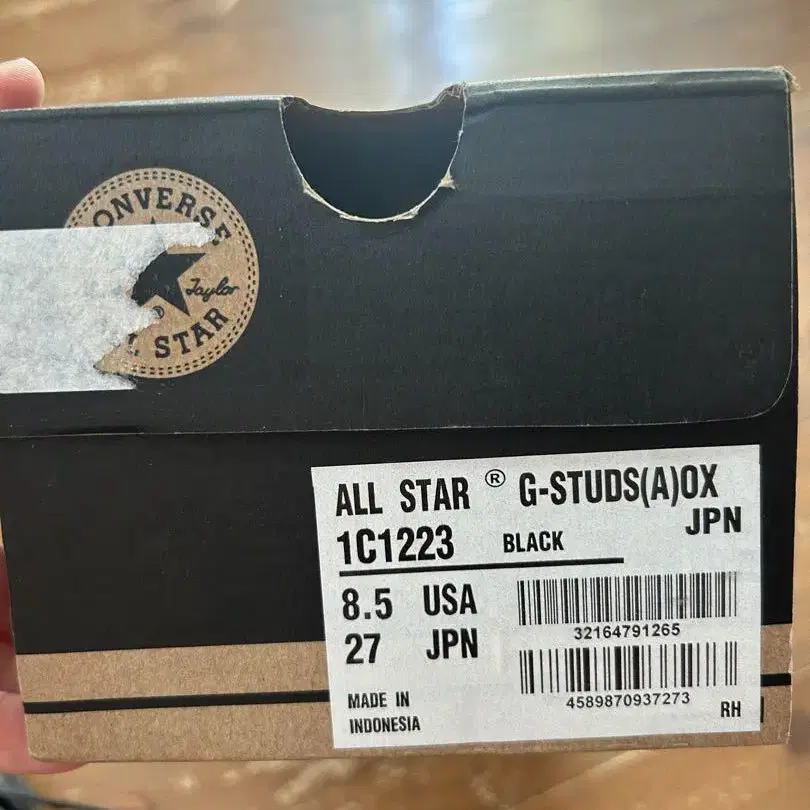 CONVERSE
Taylor
®
STAR
ALL STAR ® G-STUDS(A)OX
JPN
1C1223 BLACK
8.5 USA
27 JPN
32164791265
4589870937273
MADE IN
INDONESIA
RH